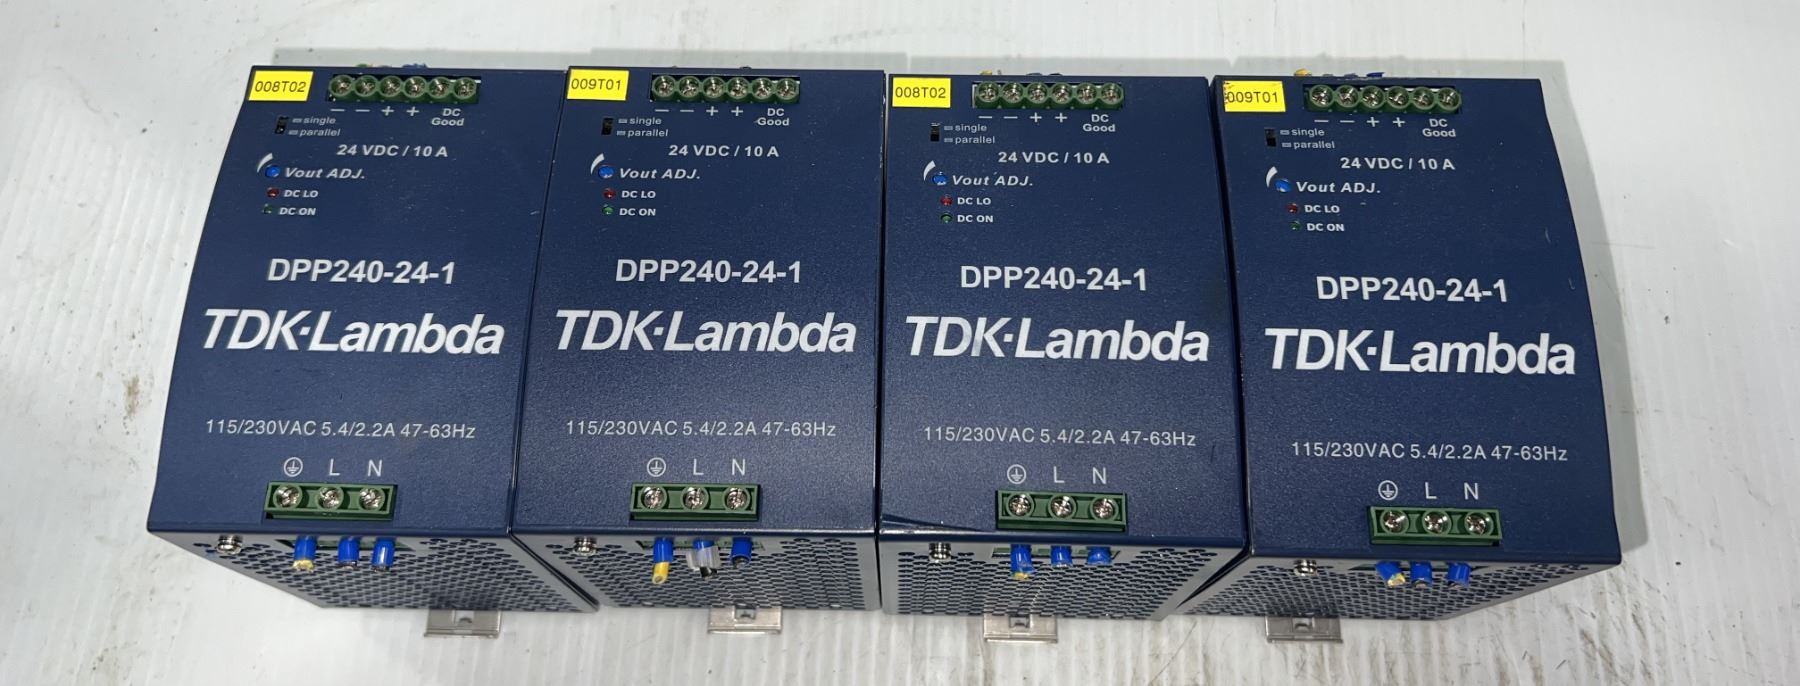 008T02
− − + + DC Good
single
parallel
24 VDC / 10 A
Vout ADJ.
DC LO
DC ON
DPP240-24-1
TDK·Lambda
115/230VAC 5.4/2.2A 47-63Hz
L N
009T01
− − + + DC Good
single
parallel
24 VDC / 10 A
Vout ADJ.
DC LO
DC ON
DPP240-24-1
TDK·Lambda
115/230VAC 5.4/2.2A 47-63Hz
L N
008T02
− − + + DC Good
single
parallel
24 VDC / 10 A
Vout ADJ.
DC LO
DC ON
DPP240-24-1
TDK·Lambda
115/230VAC 5.4/2.2A 47-63Hz
L N
009T01
− − + + DC Good
single
parallel
24 VDC / 10 A
Vout ADJ.
DC LO
DC ON
DPP240-24-1
TDK·Lambda
115/230VAC 5.4/2.2A 47-63Hz
L N